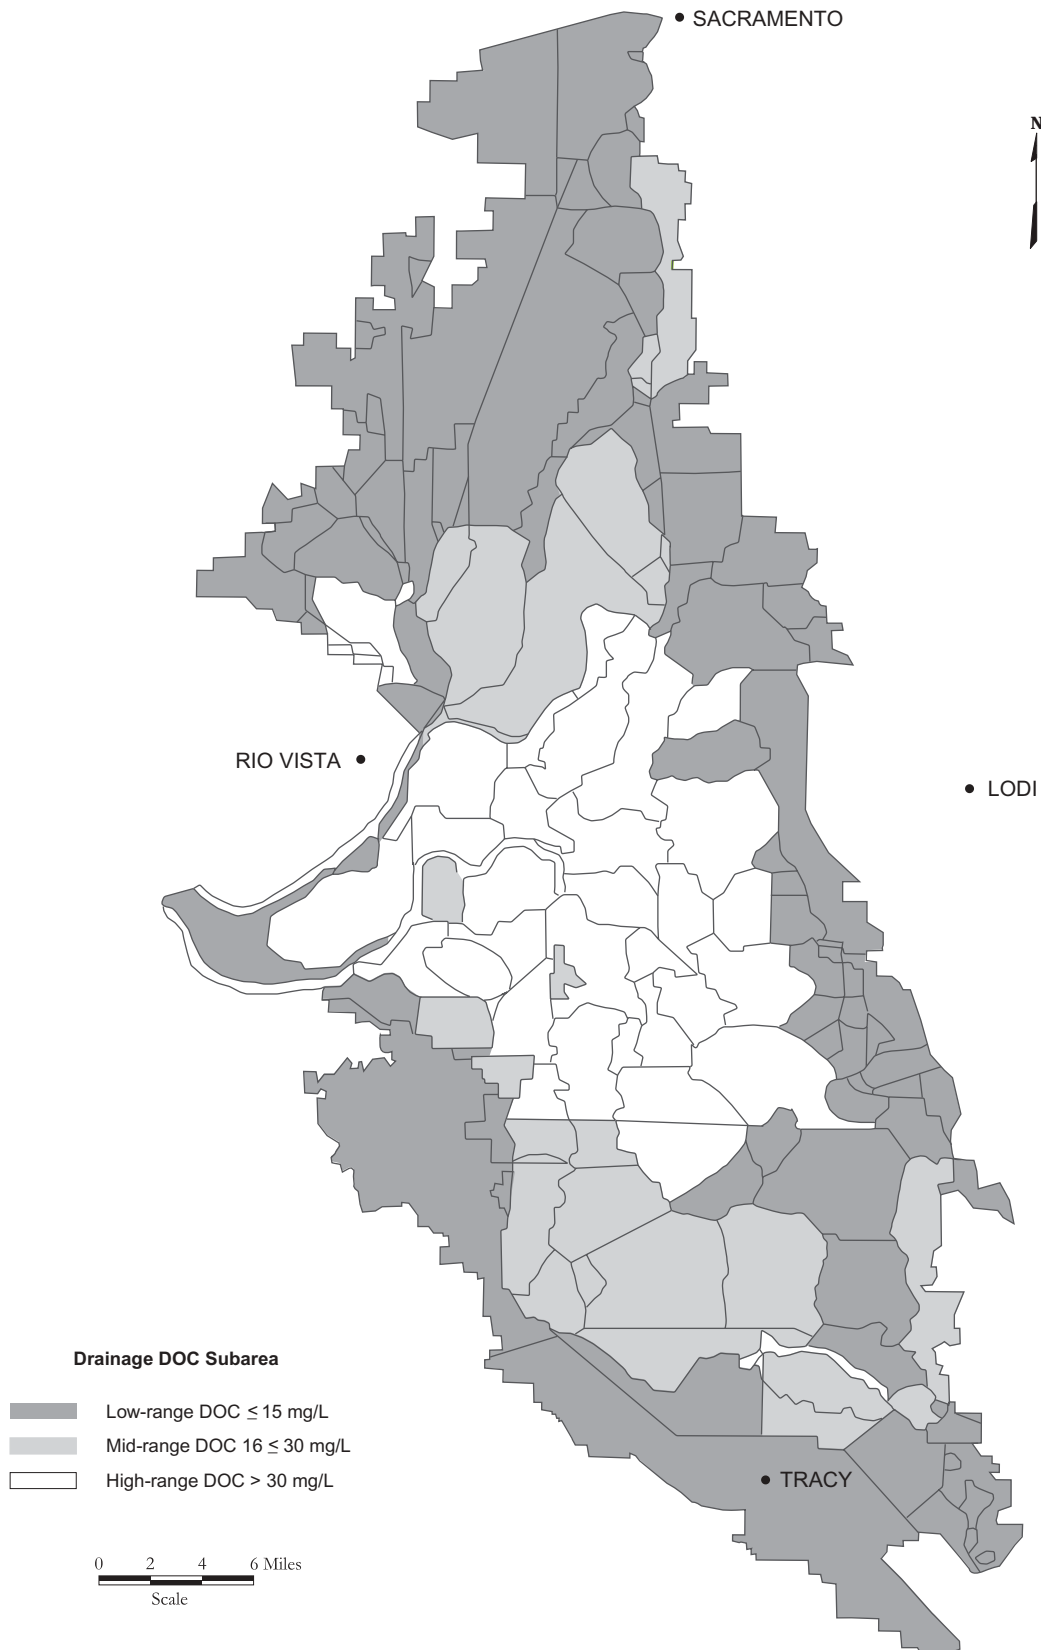 SACRAMENTO
N
RIO VISTA
LODI
Drainage DOC Subarea
Low-range DOC ≤ 15 mg/L
Mid-range DOC 16 ≤ 30 mg/L
High-range DOC > 30 mg/L
TRACY
0 2 4 6 Miles
Scale